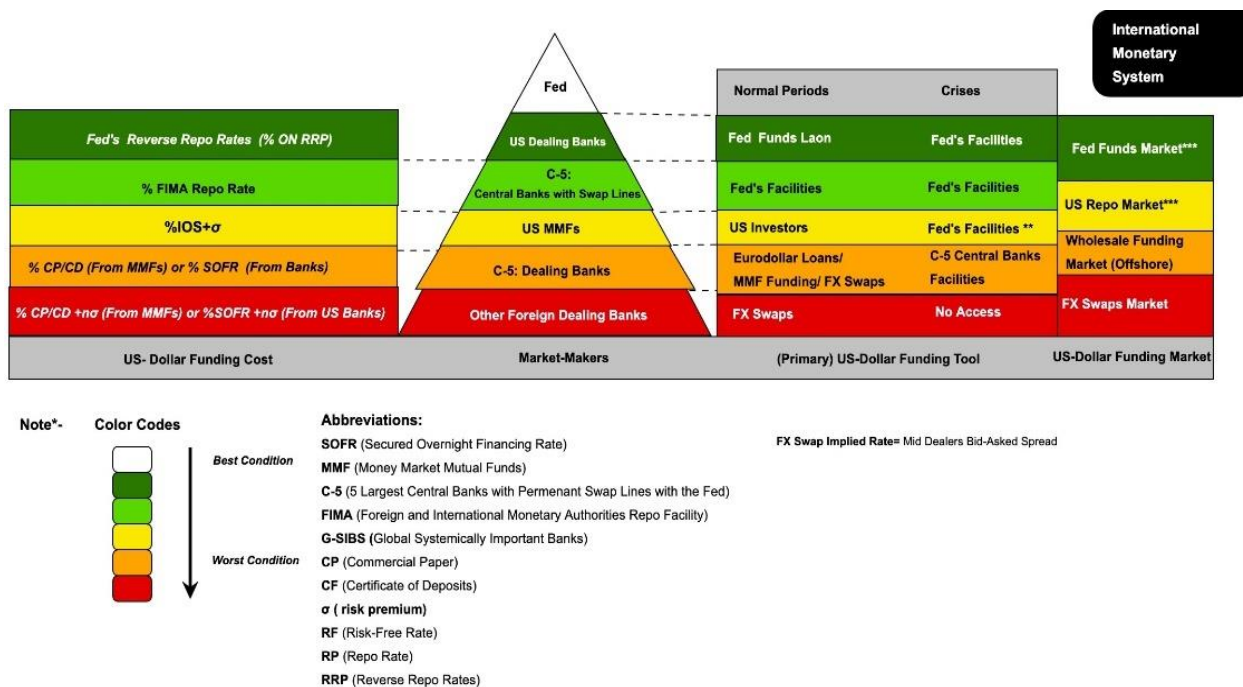 International
Monetary
System
Fed
Normal Periods Crises
Fed's Reverse Repo Rates (% ON RRP)
US Dealing Banks
Fed Funds Laon Fed's Facilities
Fed Funds Market***
% FIMA Repo Rate
C-5:
Central Banks with Swap Lines
Fed's Facilities Fed's Facilities
US Repo Market***
%IOS+σ
US MMFs
US Investors Fed's Facilities **
Wholesale Funding
Market (Offshore)
% CP/CD (From MMFs) or % SOFR (From Banks)
C-5: Dealing Banks
Eurodollar Loans/
MMF Funding/ FX Swaps
C-5 Central Banks
Facilities
% CP/CD +nσ (From MMFs) or %SOFR +nσ (From US Banks)
Other Foreign Dealing Banks
FX Swaps No Access
FX Swaps Market
US- Dollar Funding Cost
Market-Makers
(Primary) US-Dollar Funding Tool
US-Dollar Funding Market
Note*- Color Codes
Best Condition
Worst Condition
Abbreviations:
SOFR (Secured Overnight Financing Rate)
MMF (Money Market Mutual Funds)
C-5 (5 Largest Central Banks with Permenant Swap Lines with the Fed)
FIMA (Foreign and International Monetary Authorities Repo Facility)
G-SIBS (Global Systemically Important Banks)
CP (Commercial Paper)
CF (Certificate of Deposits)
σ ( risk premium)
RF (Risk-Free Rate)
RP (Repo Rate)
RRP (Reverse Repo Rates)
FX Swap Implied Rate= Mid Dealers Bid-Asked Spread